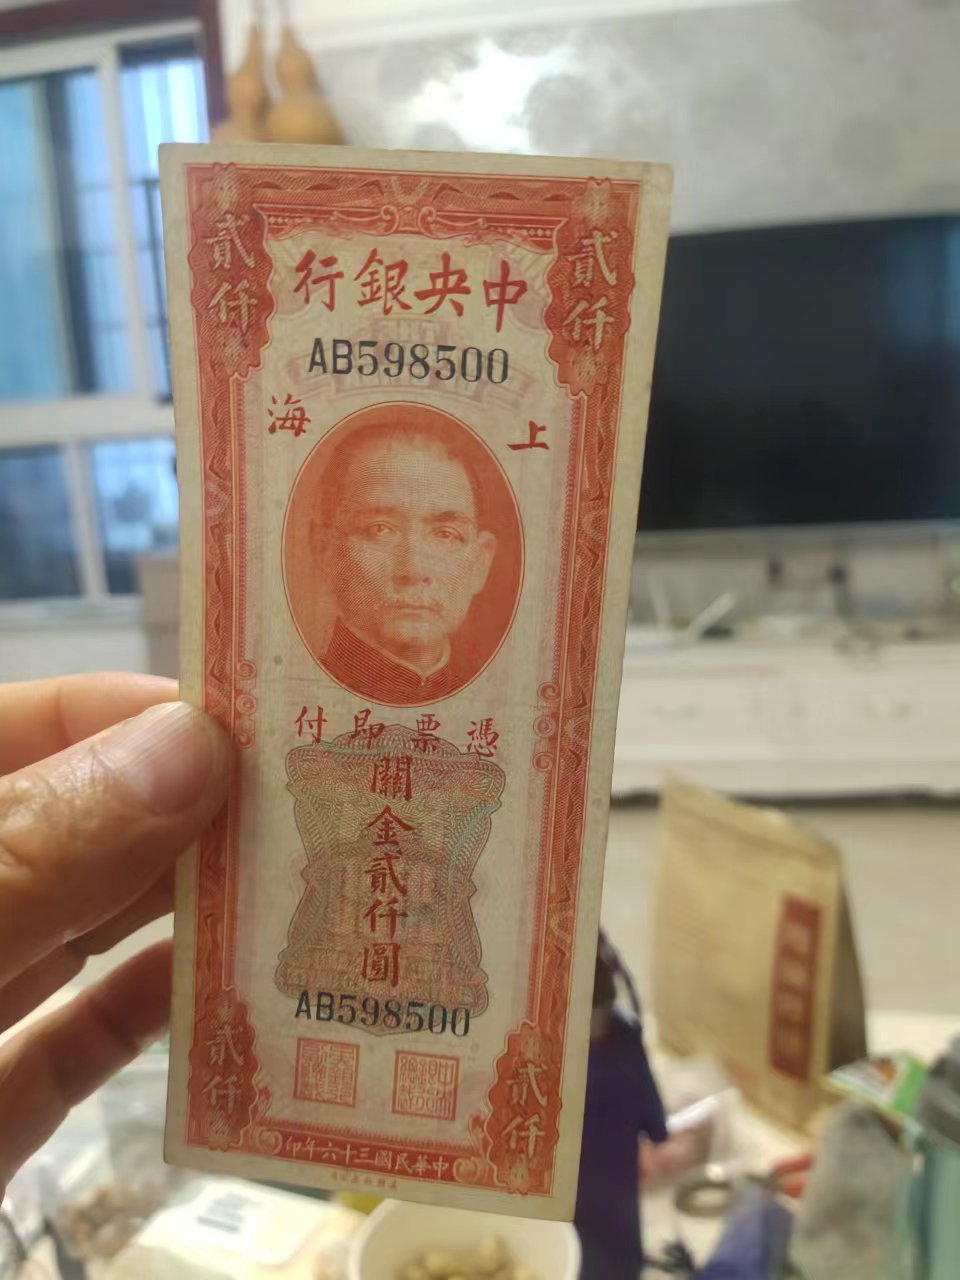 中央銀行
貳仟
貳仟
AB598500
上海
憑票即付
關金貳仟圓
AB598500
貳仟
貳仟
中華民國三十六年印